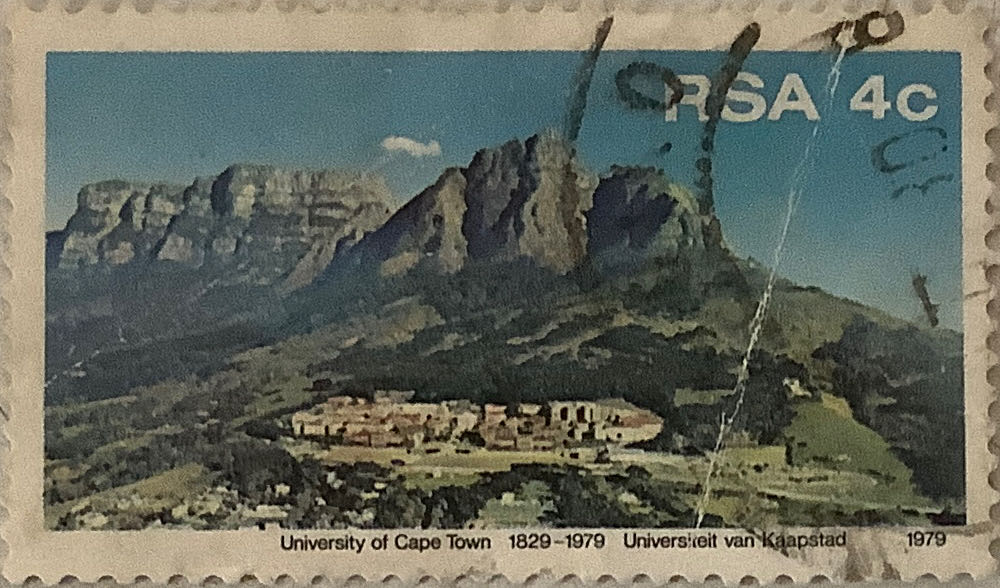 RSA 4c
University of Cape Town 1829-1979 Universiteit van Kaapstad 1979